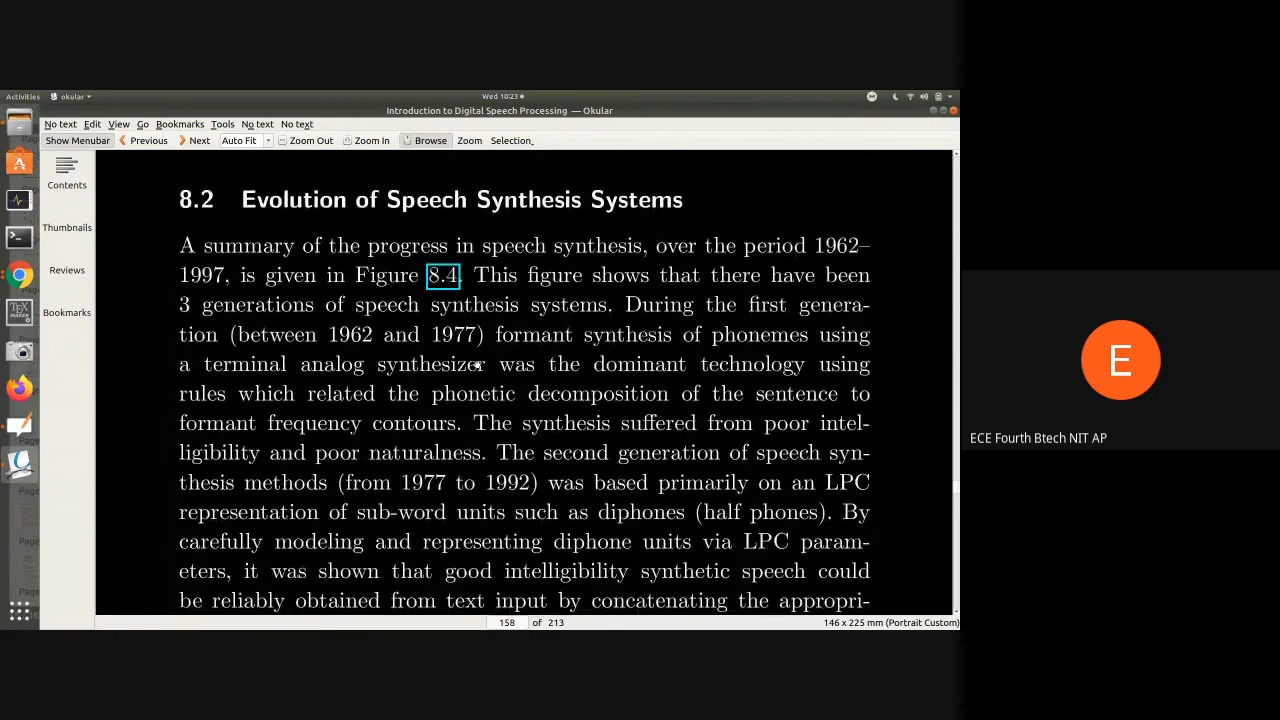 Activities okular Wed 10:23
Introduction to Digital Speech Processing — Okular
No text Edit View Go Bookmarks Tools No text No text
Show Menubar Previous Next Auto Fit Zoom Out Zoom In Browse Zoom Selection
Contents
Thumbnails
Reviews
Bookmarks
8.2 Evolution of Speech Synthesis Systems
A summary of the progress in speech synthesis, over the period 1962–
1997, is given in Figure 8.4. This figure shows that there have been
3 generations of speech synthesis systems. During the first genera-
tion (between 1962 and 1977) formant synthesis of phonemes using
a terminal analog synthesizer was the dominant technology using
rules which related the phonetic decomposition of the sentence to
formant frequency contours. The synthesis suffered from poor intel-
ligibility and poor naturalness. The second generation of speech syn-
thesis methods (from 1977 to 1992) was based primarily on an LPC
representation of sub-word units such as diphones (half phones). By
carefully modeling and representing diphone units via LPC param-
eters, it was shown that good intelligibility synthetic speech could
be reliably obtained from text input by concatenating the appropri-
158 of 213
146 x 225 mm (Portrait Custom)
E
ECE Fourth Btech NIT AP